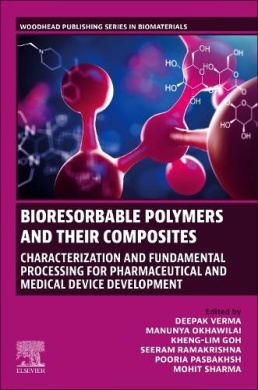 WOODHEAD PUBLISHING SERIES IN BIOMATERIALS
BIORESORBABLE POLYMERS
AND THEIR COMPOSITES
CHARACTERIZATION AND FUNDAMENTAL
PROCESSING FOR PHARMACEUTICAL AND
MEDICAL DEVICE DEVELOPMENT
Edited by
DEEPAK VERMA
MANUNYA OKHAWILAI
KHENG-LIM GOH
SEERAM RAMAKRISHNA
POORIA PASBAKHSH
MOHIT SHARMA
ELSEVIER